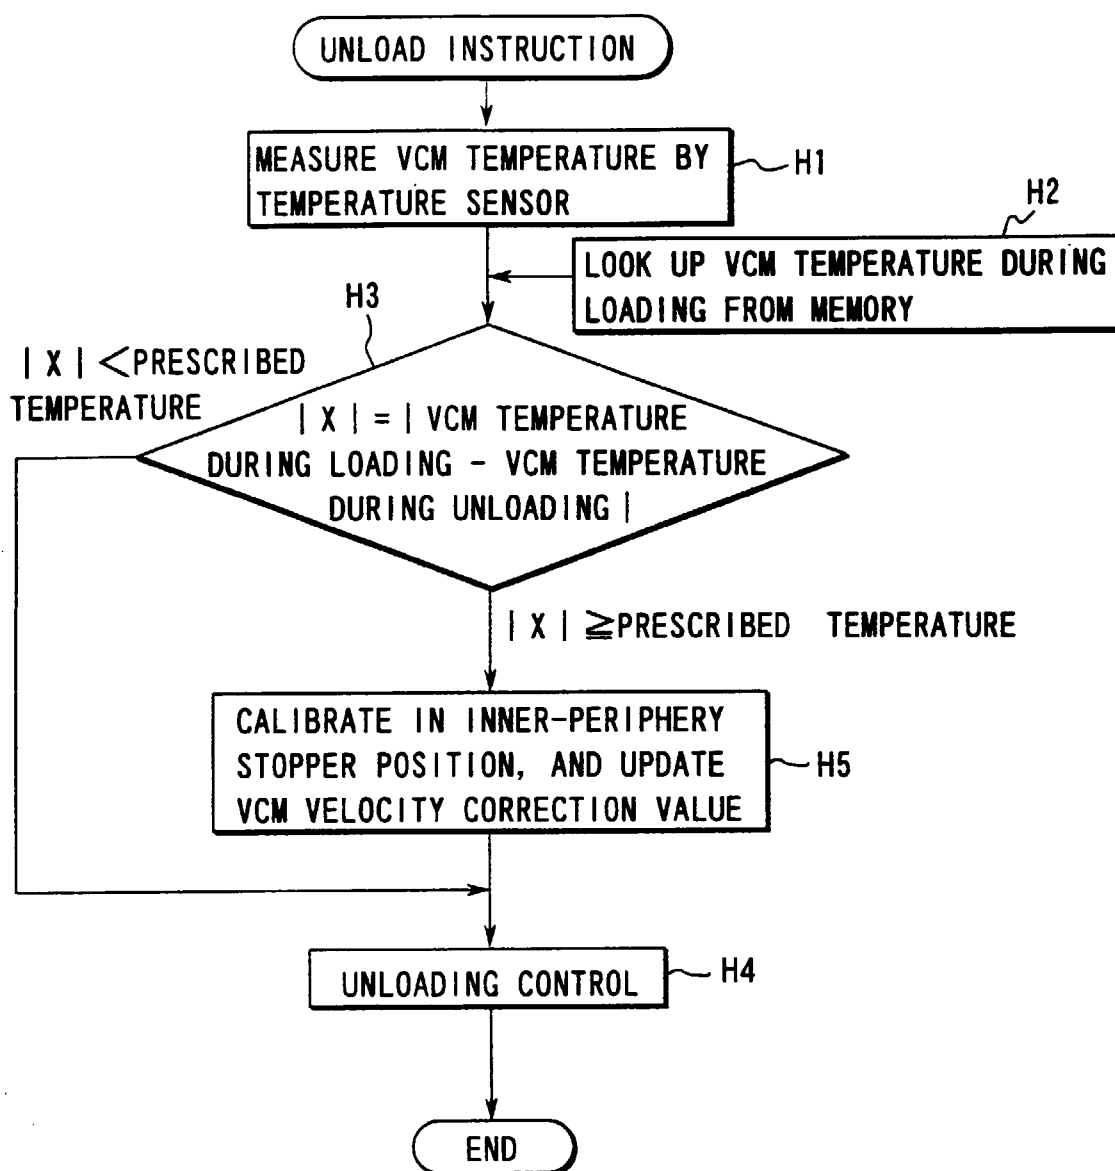 UNLOAD INSTRUCTION
MEASURE VCM TEMPERATURE BY
TEMPERATURE SENSOR
H1
H2
LOOK UP VCM TEMPERATURE DURING
LOADING FROM MEMORY
H3
| X | <PRESCRIBED
TEMPERATURE
| X | = | VCM TEMPERATURE
DURING LOADING - VCM TEMPERATURE
DURING UNLOADING |
| X | ≧PRESCRIBED TEMPERATURE
CALIBRATE IN INNER-PERIPHERY
STOPPER POSITION, AND UPDATE
VCM VELOCITY CORRECTION VALUE
H5
UNLOADING CONTROL
H4
END